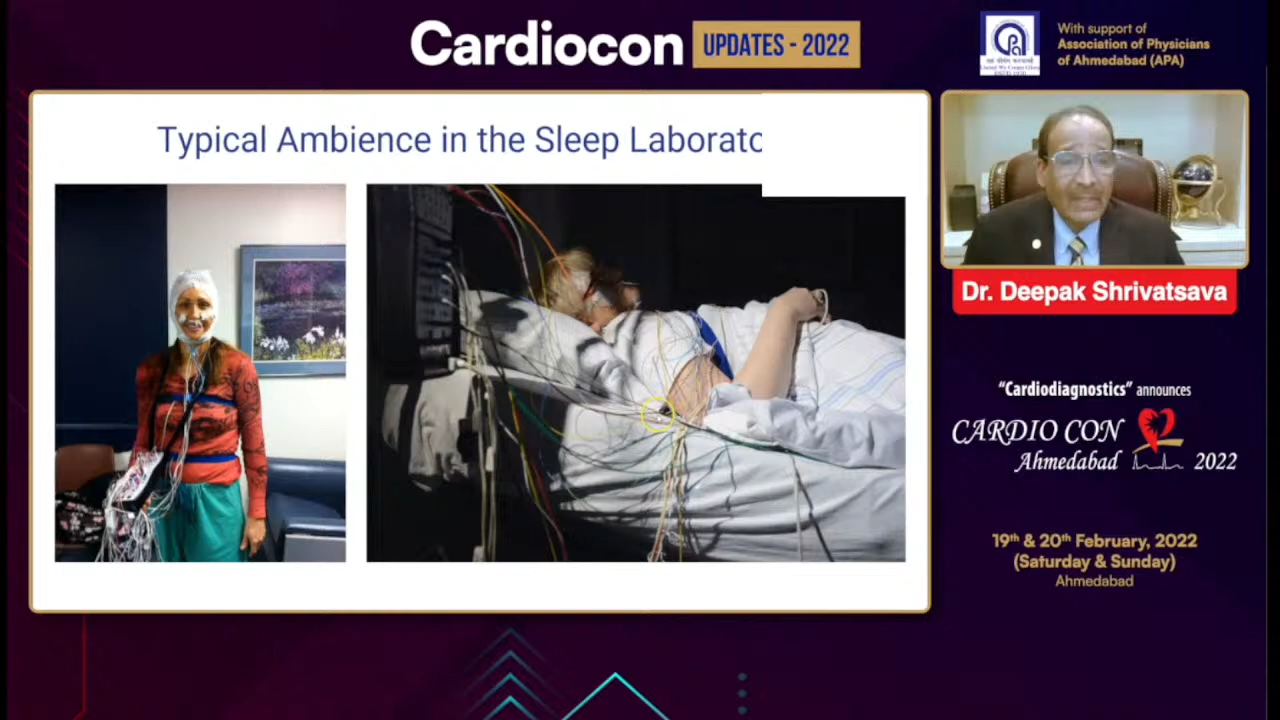 Cardiocon UPDATES - 2022
With support of
Association of Physicians
of Ahmedabad (APA)
Typical Ambience in the Sleep Laborato
Dr. Deepak Shrivatsava
“Cardiodiagnostics” announces
CARDIO CON
Ahmedabad 2022
19th & 20th February, 2022
(Saturday & Sunday)
Ahmedabad